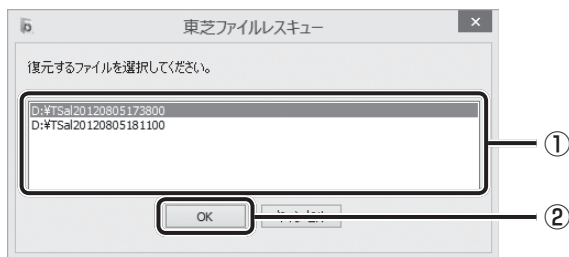 東芝ファイルレスキュー
×
復元するファイルを選択してください。
D:¥TSal20120805173800
D:¥TSal20120805181100
①
OK
②